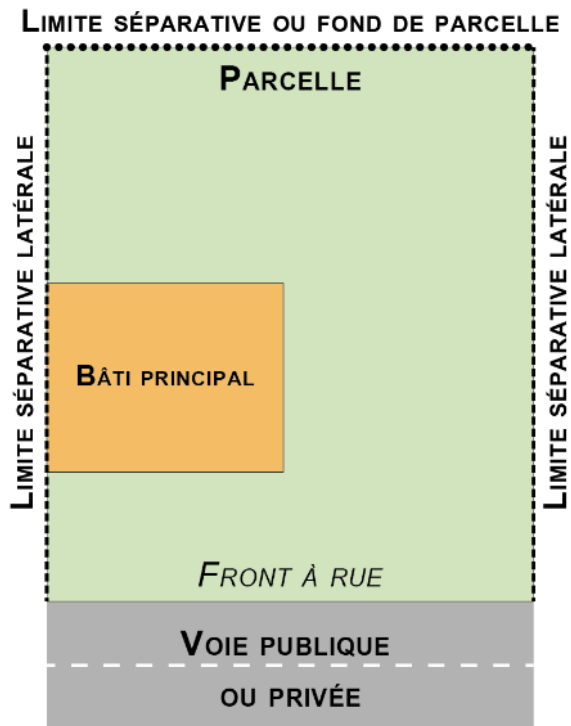 LIMITE SÉPARATIVE OU FOND DE PARCELLE
PARCELLE
LIMITE SÉPARATIVE LATÉRALE
LIMITE SÉPARATIVE LATÉRALE
BÂTI PRINCIPAL
FRONT À RUE
VOIE PUBLIQUE
OU PRIVÉE